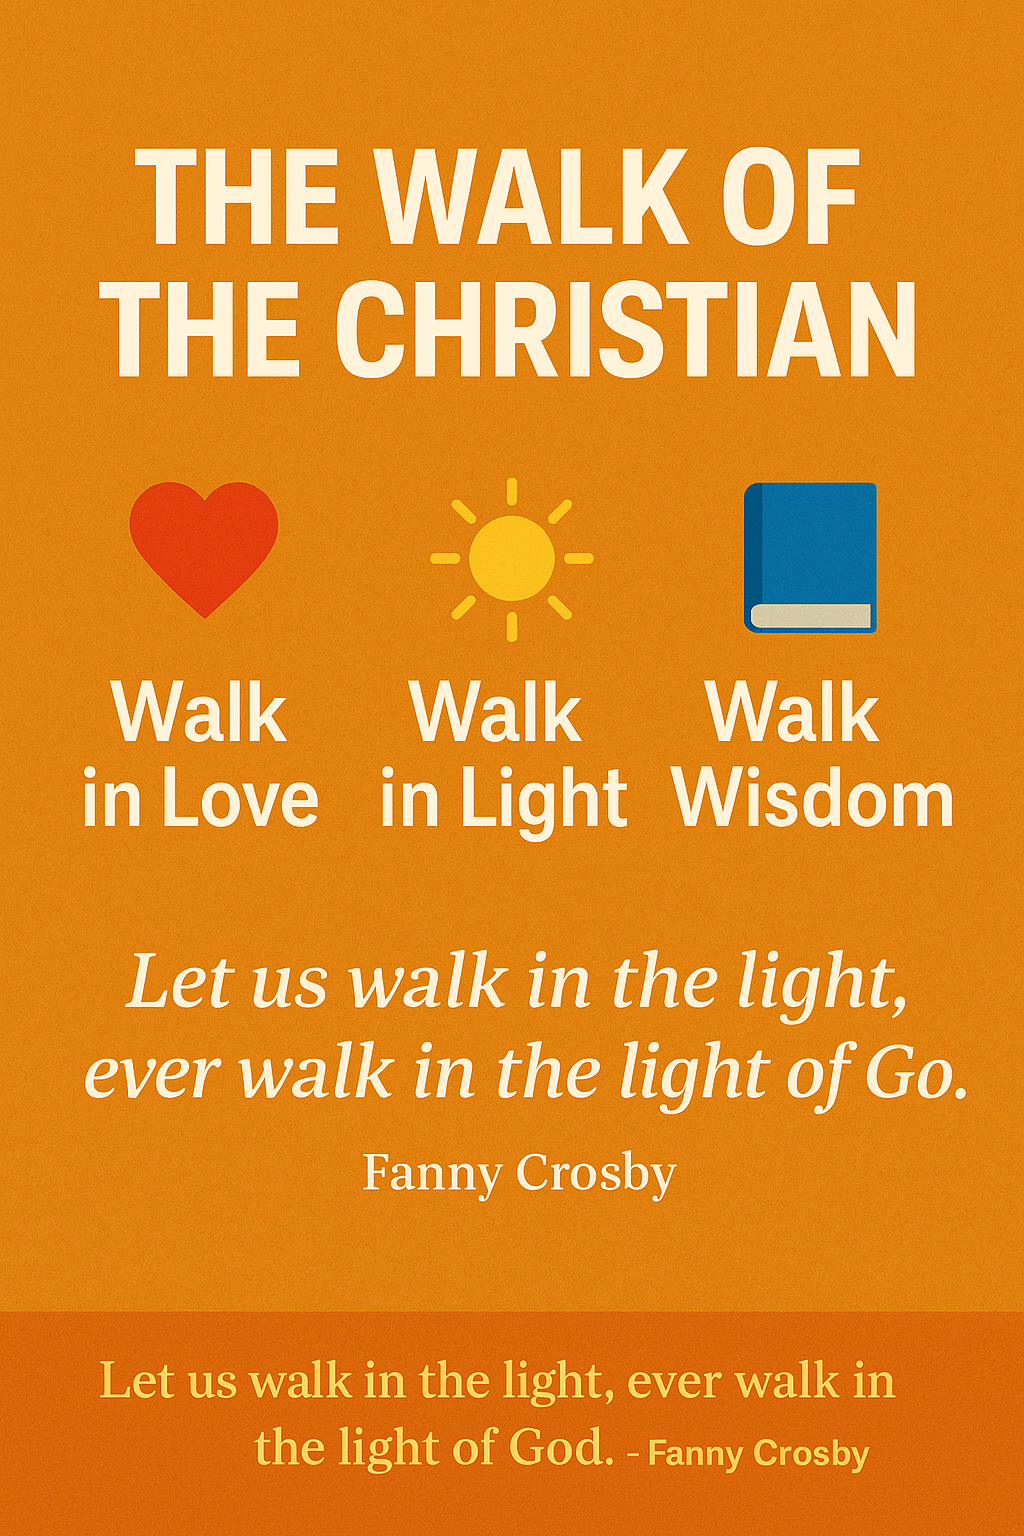 THE WALK OF
THE CHRISTIAN
Walk
in Love
Walk
in Light
Walk
Wisdom
Let us walk in the light,
ever walk in the light of Go.
Fanny Crosby
Let us walk in the light, ever walk in
the light of God. - Fanny Crosby